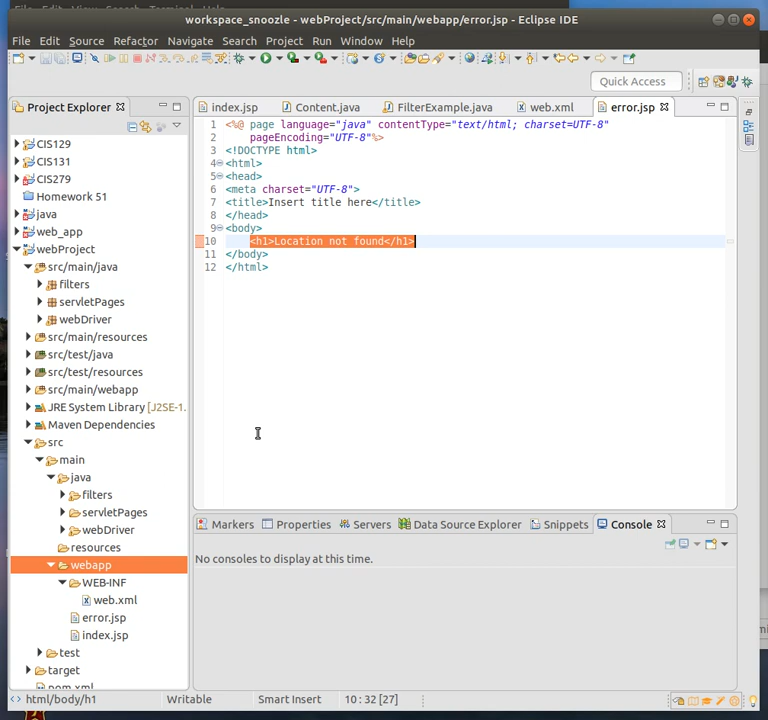 workspace_snoozle - webProject/src/main/webapp/error.jsp - Eclipse IDE
File Edit Source Refactor Navigate Search Project Run Window Help
Quick Access
Project Explorer
index.jsp Content.java FilterExample.java web.xml error.jsp
CIS129
CIS131
CIS279
Homework 51
java
web_app
webProject
src/main/java
filters
servletPages
webDriver
src/main/resources
src/test/java
src/test/resources
src/main/webapp
JRE System Library [J2SE-1.
Maven Dependencies
src
main
java
filters
servletPages
webDriver
resources
webapp
WEB-INF
web.xml
error.jsp
index.jsp
test
target
1 <%@ page language="java" contentType="text/html; charset=UTF-8"
2 pageEncoding="UTF-8"%>
3 <!DOCTYPE html>
4 <html>
5 <head>
6 <meta charset="UTF-8">
7 <title>Insert title here</title>
8 </head>
9 <body>
10 <h1>Location not found</h1>
11 </body>
12 </html>
Markers Properties Servers Data Source Explorer Snippets Console
No consoles to display at this time.
html/body/h1 Writable Smart Insert 10 : 32 [27]